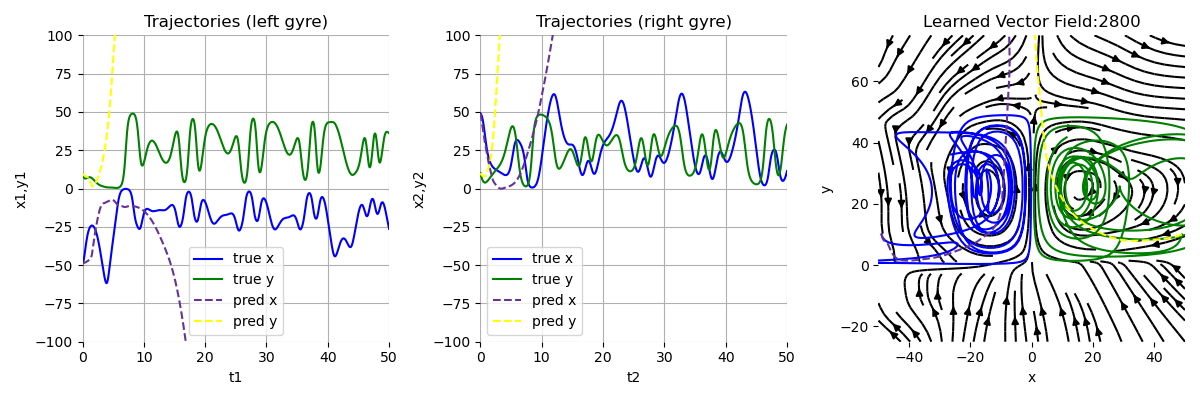 Trajectories (left gyre)
100
75
50
25
0
−25
−50
−75
−100
0 10 20 30 40 50
x1,y1
t1
true x
true y
pred x
pred y
Trajectories (right gyre)
100
75
50
25
0
−25
−50
−75
−100
0 10 20 30 40 50
x2,y2
t2
true x
true y
pred x
pred y
Learned Vector Field:2800
60
40
20
0
−20
−40 −20 0 20 40
y
x